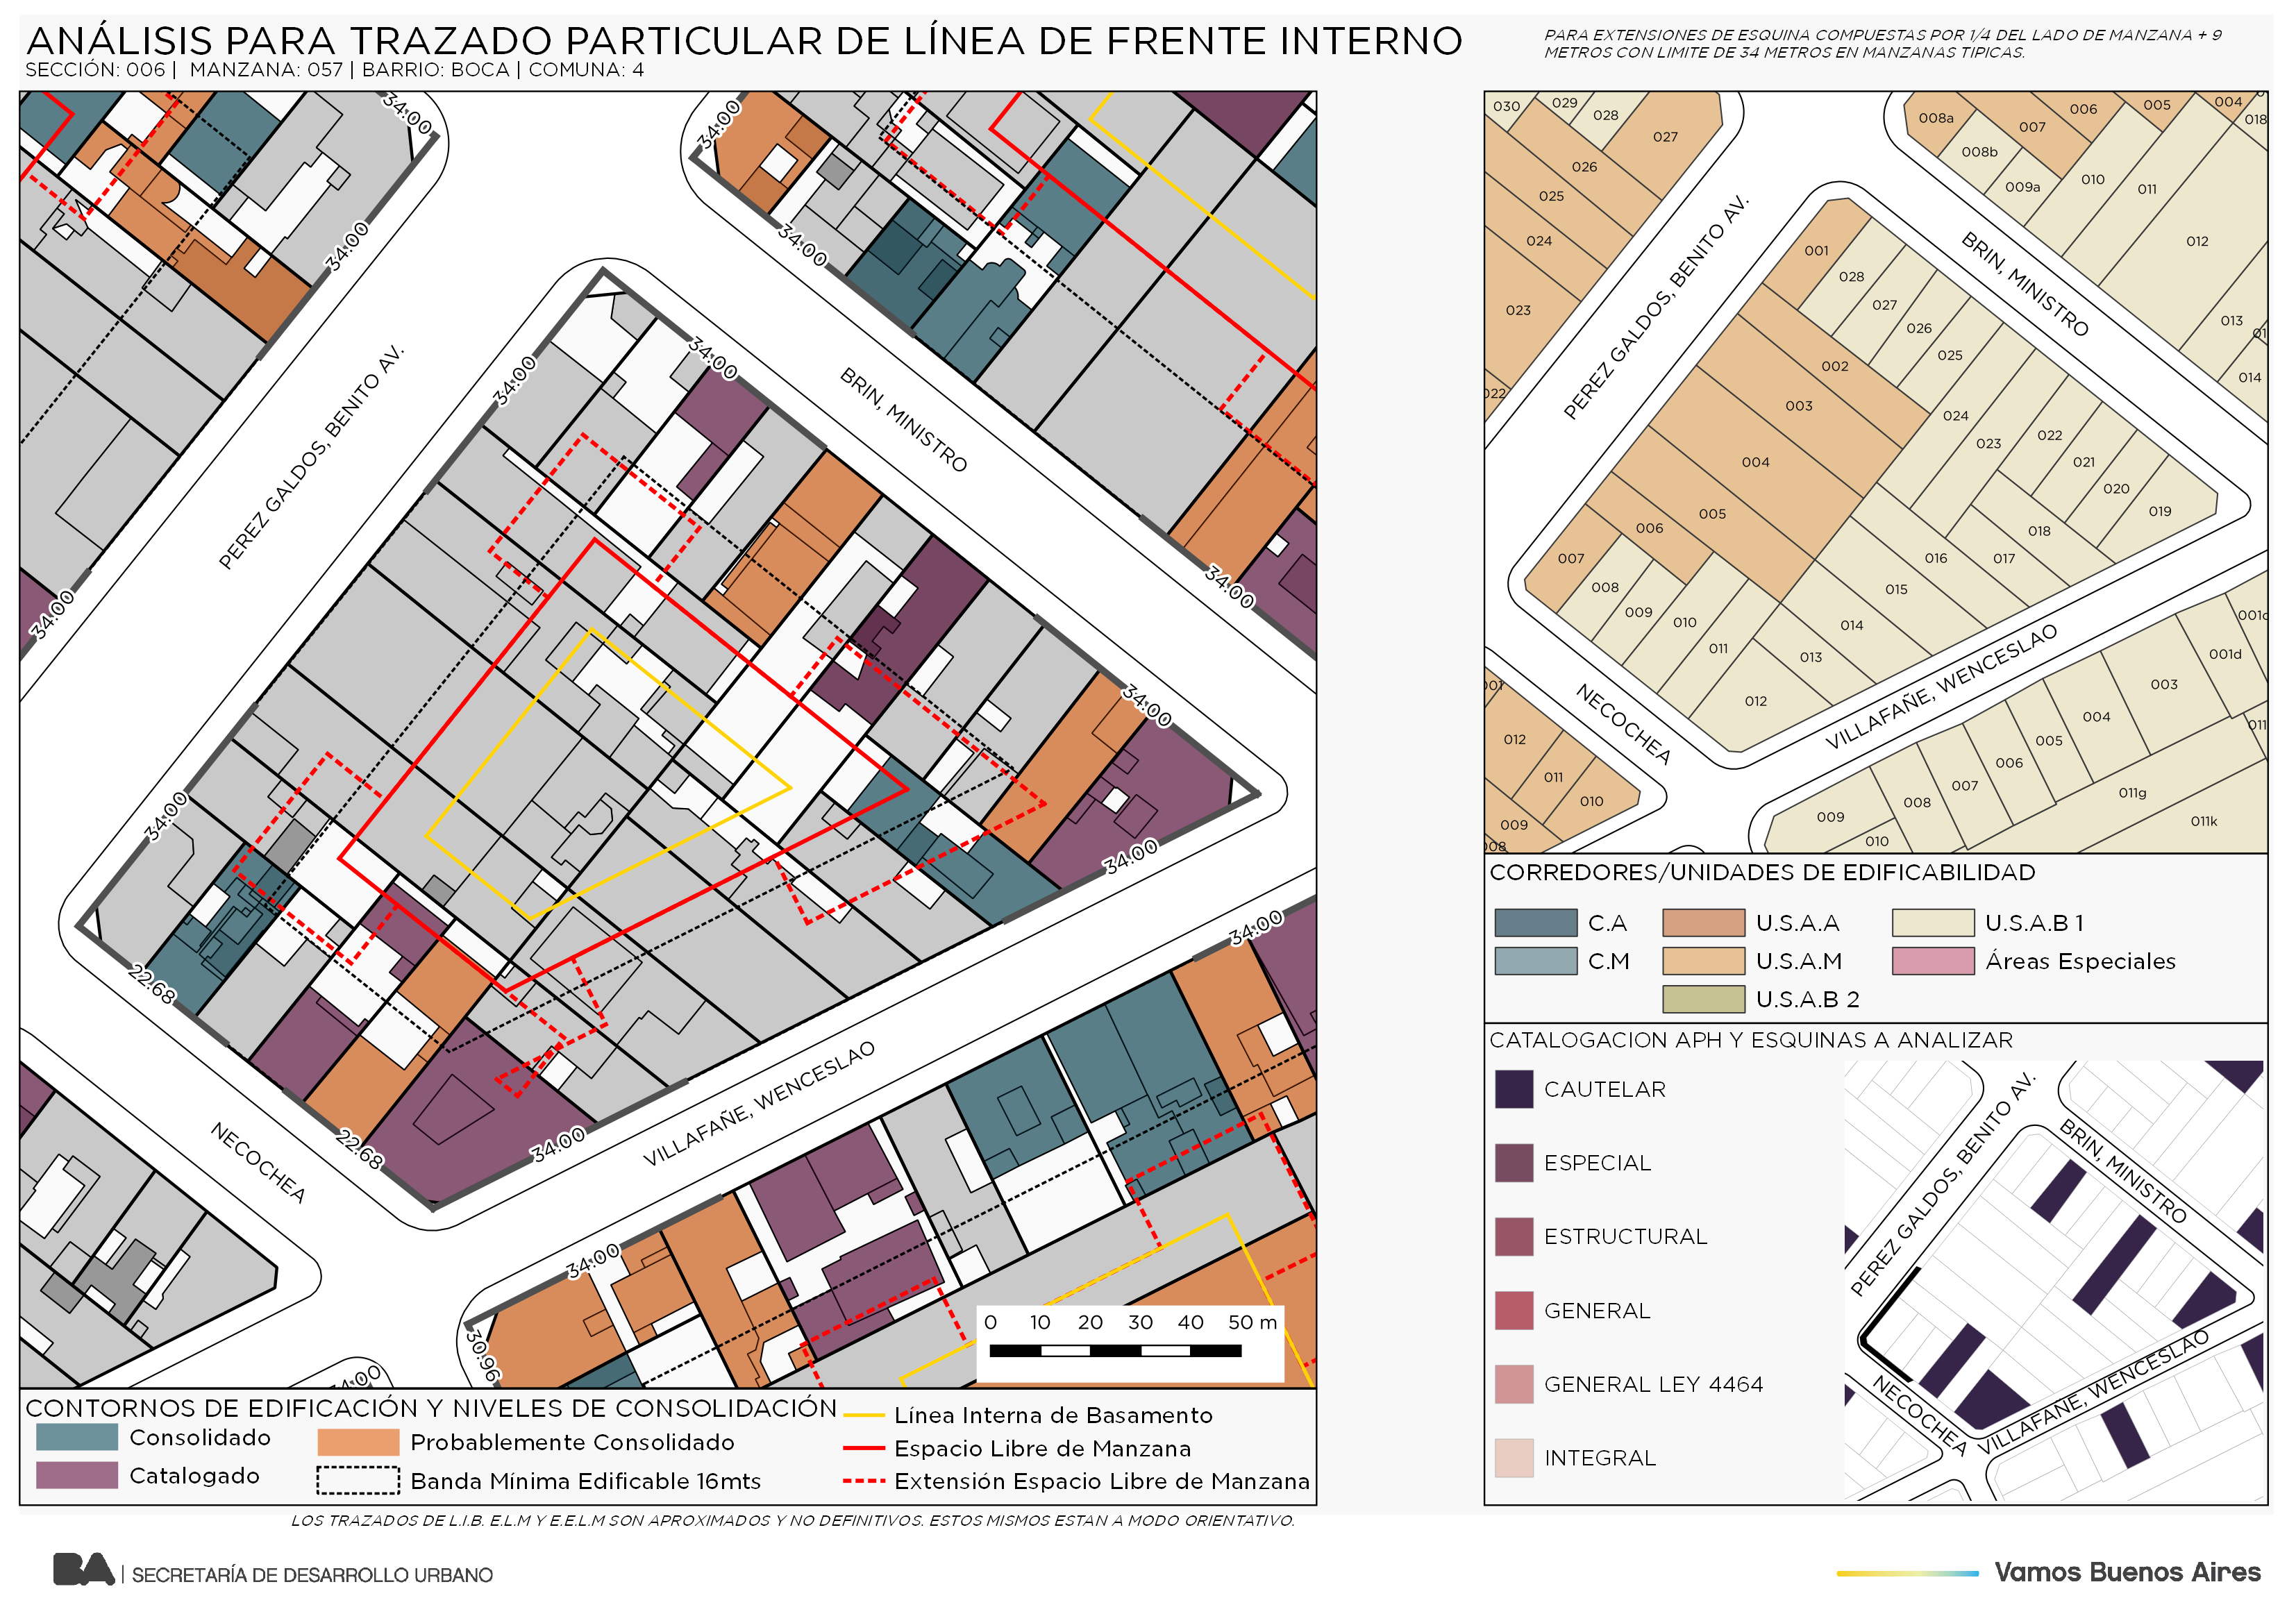 ANÁLISIS PARA TRAZADO PARTICULAR DE LÍNEA DE FRENTE INTERNO
SECCIÓN: 006 | MANZANA: 057 | BARRIO: BOCA | COMUNA: 4
PARA EXTENSIONES DE ESQUINA COMPUESTAS POR 1/4 DEL LADO DE MANZANA + 9
METROS CON LIMITE DE 34 METROS EN MANZANAS TIPICAS.
34:00
34:00
34:00
34:00
34:00
34:00
34:00
34:00
34:00
34:00
34:00
34:00
34:00
22.68
22.68
34:00
34:00
30.96
PEREZ GALDOS, BENITO AV.
BRIN, MINISTRO
NECOCHEA
VILLAFAÑE, WENCESLAO
0 10 20 30 40 50 m
CONTORNOS DE EDIFICACIÓN Y NIVELES DE CONSOLIDACIÓN
Consolidado
Catalogado
Probablemente Consolidado
Banda Mínima Edificable 16mts
Línea Interna de Basamento
Espacio Libre de Manzana
Extensión Espacio Libre de Manzana
LOS TRAZADOS DE L.I.B. E.L.M Y E.E.L.M SON APROXIMADOS Y NO DEFINITIVOS. ESTOS MISMOS ESTAN A MODO ORIENTATIVO.
030
029
028
027
026
025
024
023
008a
007
006
005
004
018
008b
009a
010
011
012
013
014
PEREZ GALDOS, BENITO AV.
BRIN, MINISTRO
001
028
027
026
025
002
003
024
023
022
021
020
019
004
005
006
007
008
009
010
011
012
013
014
015
016
017
018
NECOCHEA
VILLAFAÑE, WENCESLAO
012
011
010
009
001d
003
004
005
006
007
008
009
010
011g
011k
CORREDORES/UNIDADES DE EDIFICABILIDAD
C.A
C.M
U.S.A.A
U.S.A.M
U.S.A.B 2
U.S.A.B 1
Áreas Especiales
CATALOGACION APH Y ESQUINAS A ANALIZAR
CAUTELAR
ESPECIAL
ESTRUCTURAL
GENERAL
GENERAL LEY 4464
INTEGRAL
PEREZ GALDOS, BENITO AV.
BRIN, MINISTRO
NECOCHEA
VILLAFAÑE, WENCESLAO
BA | SECRETARÍA DE DESARROLLO URBANO
Vamos Buenos Aires